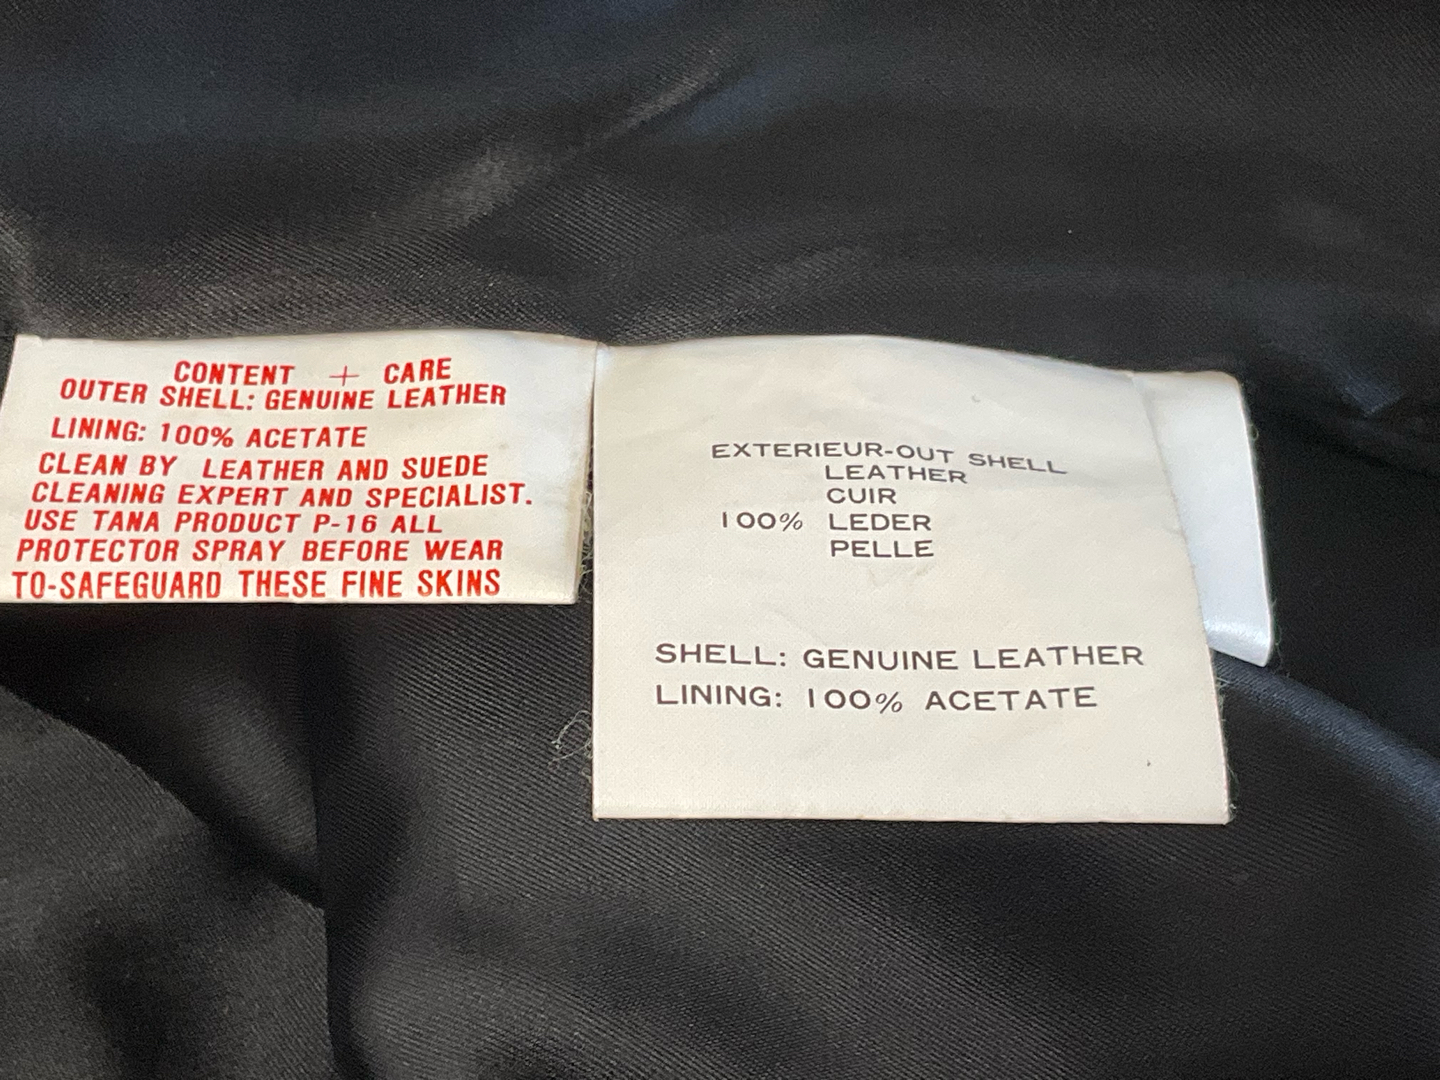 CONTENT + CARE
OUTER SHELL: GENUINE LEATHER
LINING: 100% ACETATE
CLEAN BY LEATHER AND SUEDE
CLEANING EXPERT AND SPECIALIST.
USE TANA PRODUCT P-16 ALL
PROTECTOR SPRAY BEFORE WEAR
TO-SAFEGUARD THESE FINE SKINS
EXTERIEUR-OUT SHELL
LEATHER
CUIR
100% LEDER
PELLE
SHELL: GENUINE LEATHER
LINING: 100% ACETATE